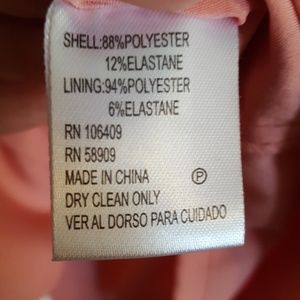 SHELL:88%POLYESTER
12%ELASTANE
LINING:94%POLYESTER
6%ELASTANE
RN 106409
RN 58909
MADE IN CHINA Ⓟ
DRY CLEAN ONLY
VER AL DORSO PARA CUIDADO